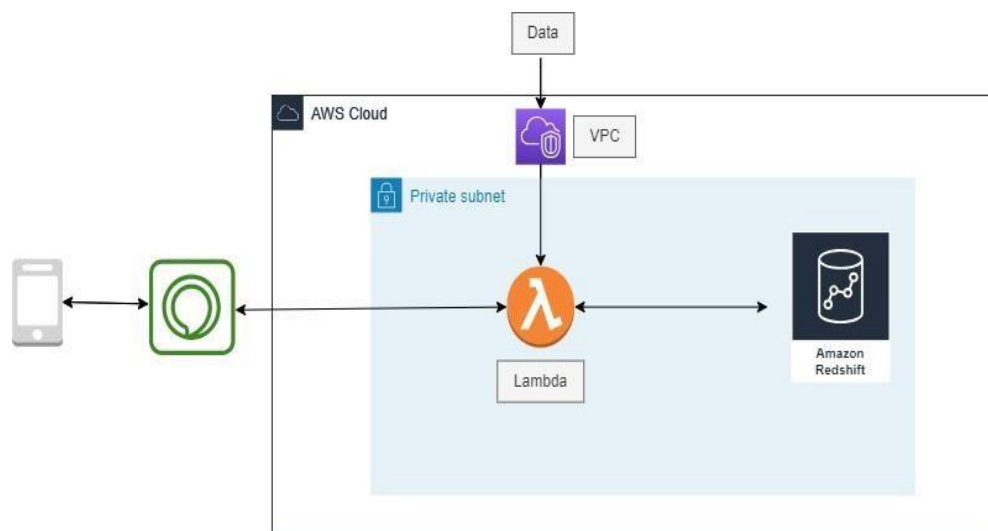 Data
AWS Cloud
VPC
Private subnet
λ
Lambda
Amazon
Redshift